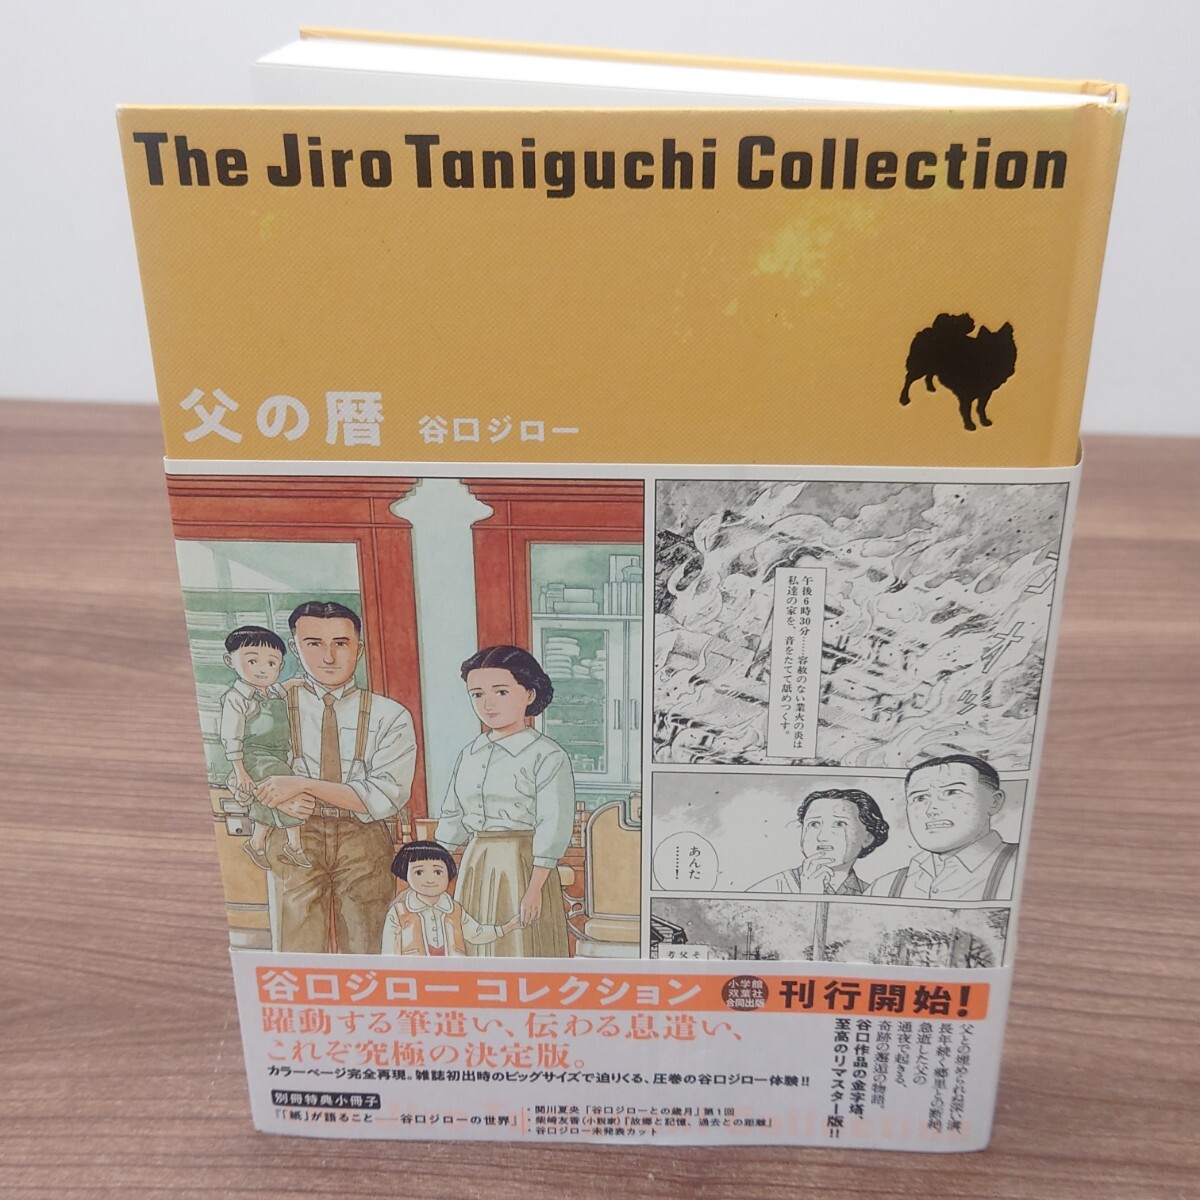 The Jiro Taniguchi Collection
父の暦 谷口ジロー
午後6時30分……容赦のない業火の炎は
私達の家を、音をたてて舐めつくす。
ナ
ッ
あんた
………!
そ
父
谷口ジロー コレクション
小学館
双葉社
合同出版
刊行開始!
躍動する筆遣い、伝わる息遣い、
これぞ究極の決定版。
カラーページ完全再現。雑誌初出時のビッグサイズで迫りくる、圧巻の谷口ジロー体験!!
別冊特典小冊子
『「紙」が語ること——谷口ジローの世界』
・関川夏央「谷口ジローとの歳月」第1回
・柴崎友香(小説家)『故郷と記憶、過去との距離』
・谷口ジロー未発表カット
父との埋められぬ深い溝、
長年続く郷里との断絶。
急逝した父の
通夜で起きる、
奇跡の邂逅の物語。
谷口作品の金字塔、
至高のリマスター版!!